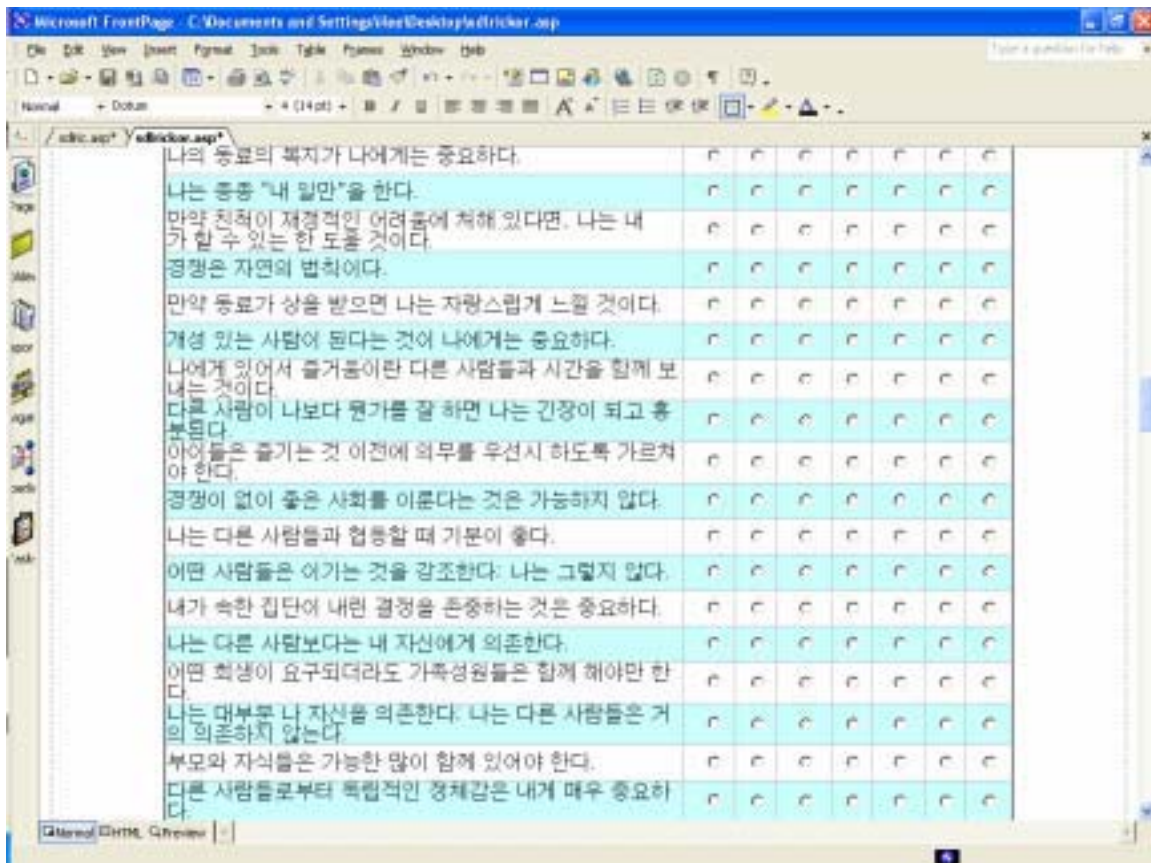 Microsoft FrontPage - C:\Documents and Settings\lee\Desktop\sdlrickor.asp
File Edit View Insert Format Tools Table Frames Window Help
Type a question for help
Normal Dotum 4 (14 pt) B I U
sdlric.asp* sdlrickor.asp*
나의 동료의 복지가 나에게는 중요하다.
나는 종종 "내 일만"을 한다.
만약 친척이 재정적인 어려움에 처해 있다면, 나는 내
가 할 수 있는 한 도울 것이다.
경쟁은 자연의 법칙이다.
만약 동료가 상을 받으면 나는 자랑스럽게 느낄 것이다.
개성 있는 사람이 된다는 것이 나에게는 중요하다.
나에게 있어서 즐거움이란 다른 사람들과 시간을 함께 보
내는 것이다.
다른 사람이 나보다 뭔가를 잘 하면 나는 긴장이 되고 흥
분된다.
아이들은 즐기는 것 이전에 의무를 우선시 하도록 가르쳐
야 한다.
경쟁이 없이 좋은 사회를 이룬다는 것은 가능하지 않다.
나는 다른 사람들과 협동할 때 기분이 좋다.
어떤 사람들은 이기는 것을 강조한다: 나는 그렇지 않다.
내가 속한 집단이 내린 결정을 존중하는 것은 중요하다.
나는 다른 사람보다는 내 자신에게 의존한다.
어떤 희생이 요구되더라도 가족성원들은 함께 해야만 한
다.
나는 대부분 나 자신을 의존한다: 나는 다른 사람들은 거
의 의존하지 않는다.
부모와 자식들은 가능한 많이 함께 있어야 한다.
다른 사람들로부터 독립적인 정체감은 내게 매우 중요하
다.
Normal HTML Preview